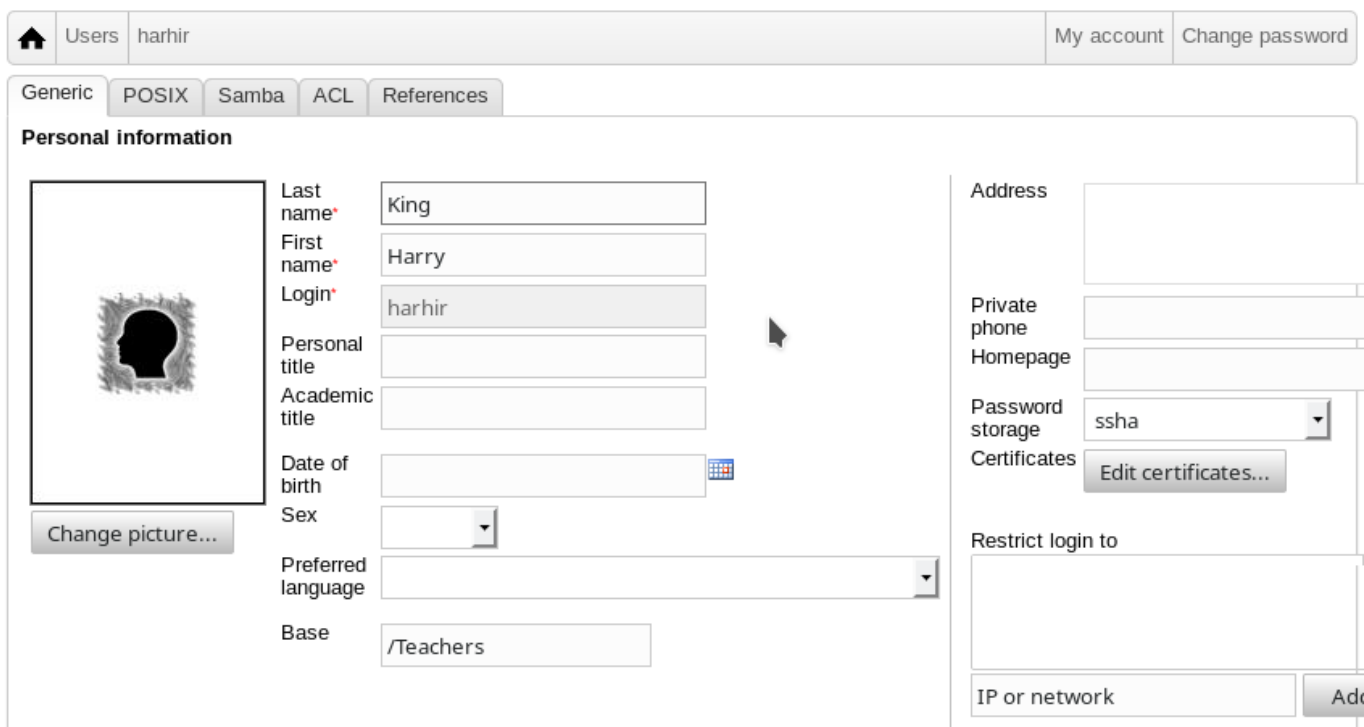 Users harhir My account Change password
Generic POSIX Samba ACL References
Personal information
Last
name*
King
First
name*
Harry
Login*
harhir
Personal
title
Academic
title
Date of
birth
Sex
Preferred
language
Base
/Teachers
Change picture...
Address
Private
phone
Homepage
Password
storage
ssha
Certificates
Edit certificates...
Restrict login to
IP or network